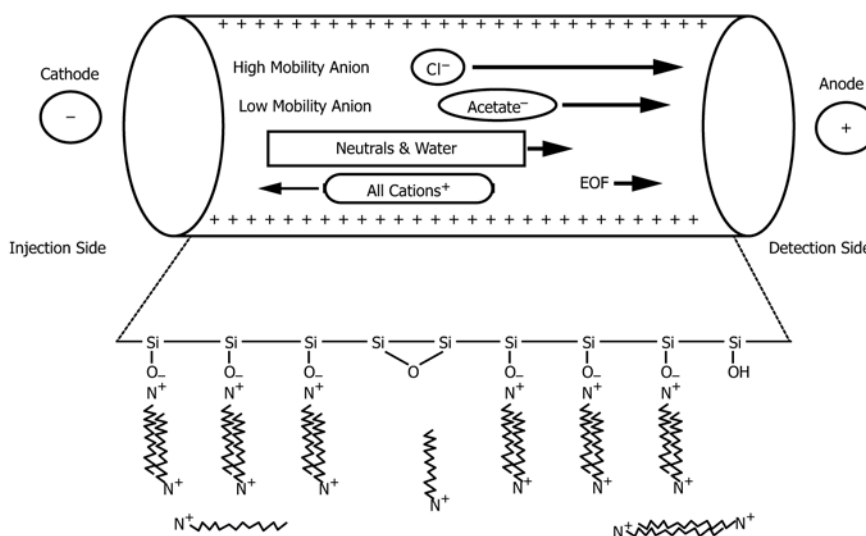 + + + + + + + + + + + + + + + + + + + + + + + + + + + +
Cathode
−
High Mobility Anion
Cl−
Low Mobility Anion
Acetate−
Anode
+
Neutrals & Water
All Cations+
EOF
+ + + + + + + + + + + + + + + + + + + + + + + + + + + +
Injection Side
Detection Side
Si Si Si Si Si Si Si Si Si
O− O− O− O O− O− O− OH
N+ N+ N+ N+ N+ N+
N+ N+ N+ N+ N+ N+ N+
N+ N+ N+